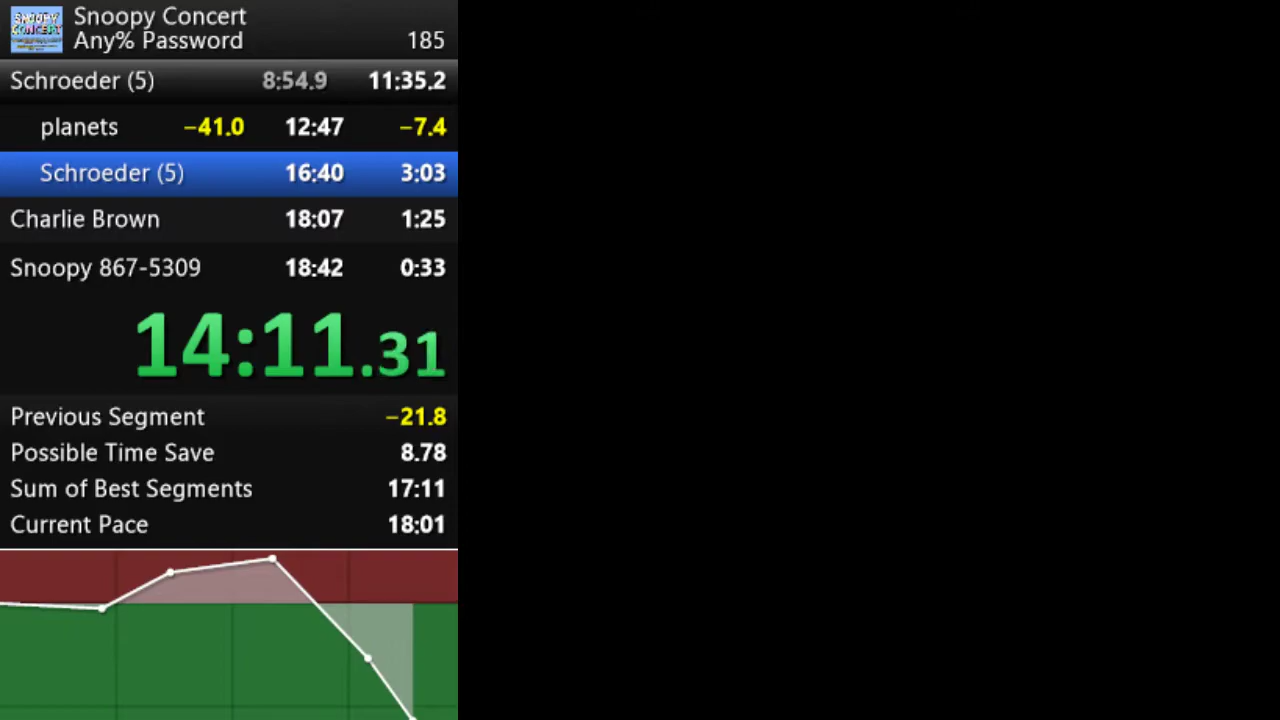 SNOOPY
CONCERT
Snoopy Concert
Any% Password 185
Schroeder (5) 8:54.9 11:35.2
planets −41.0 12:47 −7.4
Schroeder (5) 16:40 3:03
Charlie Brown 18:07 1:25
Snoopy 867-5309 18:42 0:33
14:11.31
Previous Segment −21.8
Possible Time Save 8.78
Sum of Best Segments 17:11
Current Pace 18:01